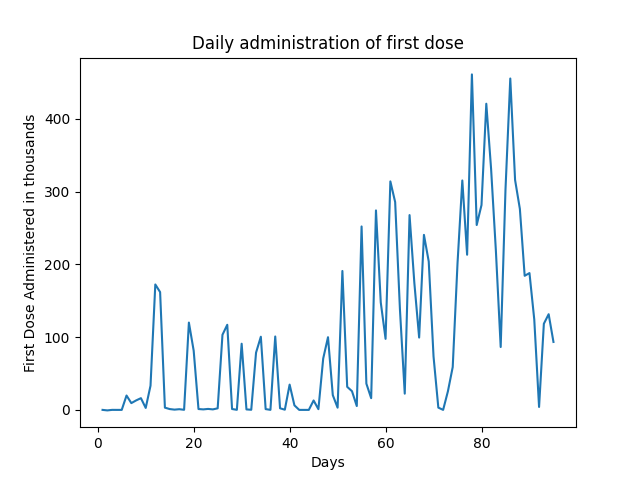 Daily administration of first dose
First Dose Administered in thousands
400
300
200
100
0
0 20 40 60 80
Days